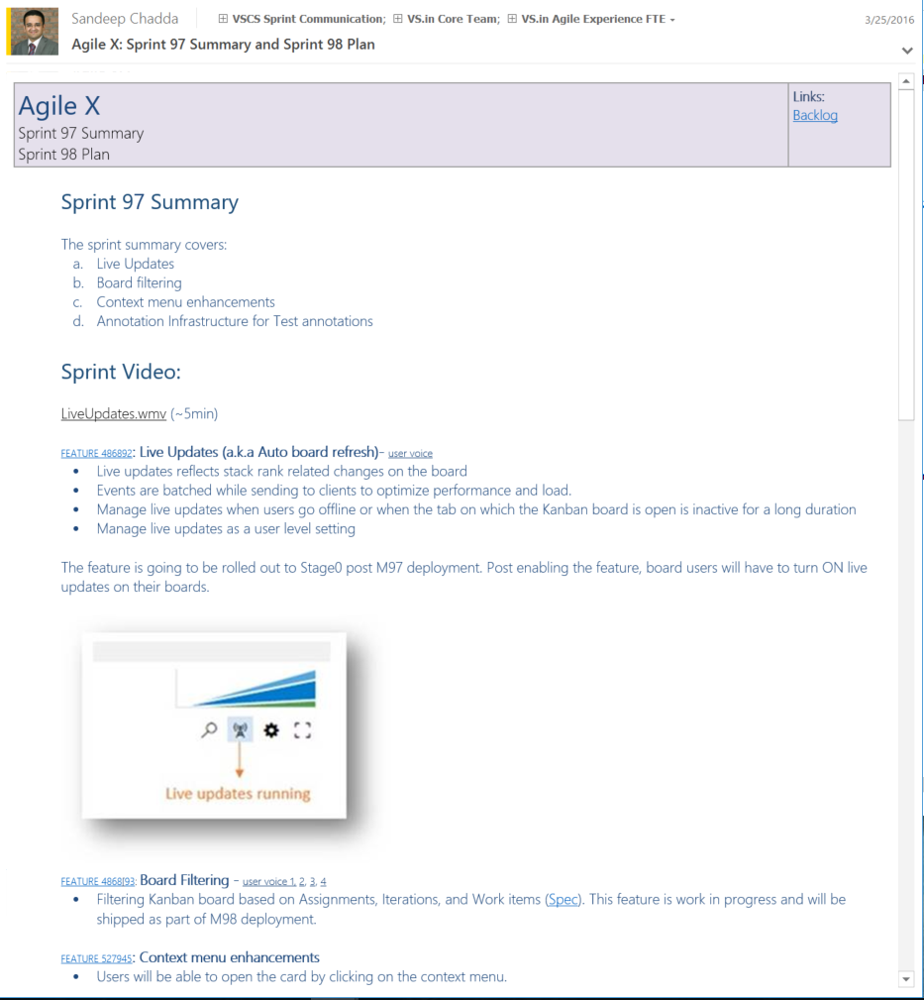 Sandeep Chadda
VSCS Sprint Communication; VS.in Core Team; VS.in Agile Experience FTE
3/25/2016
Agile X: Sprint 97 Summary and Sprint 98 Plan
Agile X
Sprint 97 Summary
Sprint 98 Plan
Links:
Backlog
Sprint 97 Summary
The sprint summary covers:
a. Live Updates
b. Board filtering
c. Context menu enhancements
d. Annotation Infrastructure for Test annotations
Sprint Video:
LiveUpdates.wmv (~5min)
FEATURE 486892: Live Updates (a.k.a Auto board refresh)- user voice
• Live updates reflects stack rank related changes on the board
• Events are batched while sending to clients to optimize performance and load.
• Manage live updates when users go offline or when the tab on which the Kanban board is open is inactive for a long duration
• Manage live updates as a user level setting
The feature is going to be rolled out to Stage0 post M97 deployment. Post enabling the feature, board users will have to turn ON live
updates on their boards.
Live updates running
FEATURE : Board Filtering - user voice 1, 2, 3, 4
• Filtering Kanban board based on Assignments, Iterations, and Work items (Spec). This feature is work in progress and will be
shipped as part of M98 deployment.
FEATURE 527945: Context menu enhancements
• Users will be able to open the card by clicking on the context menu.